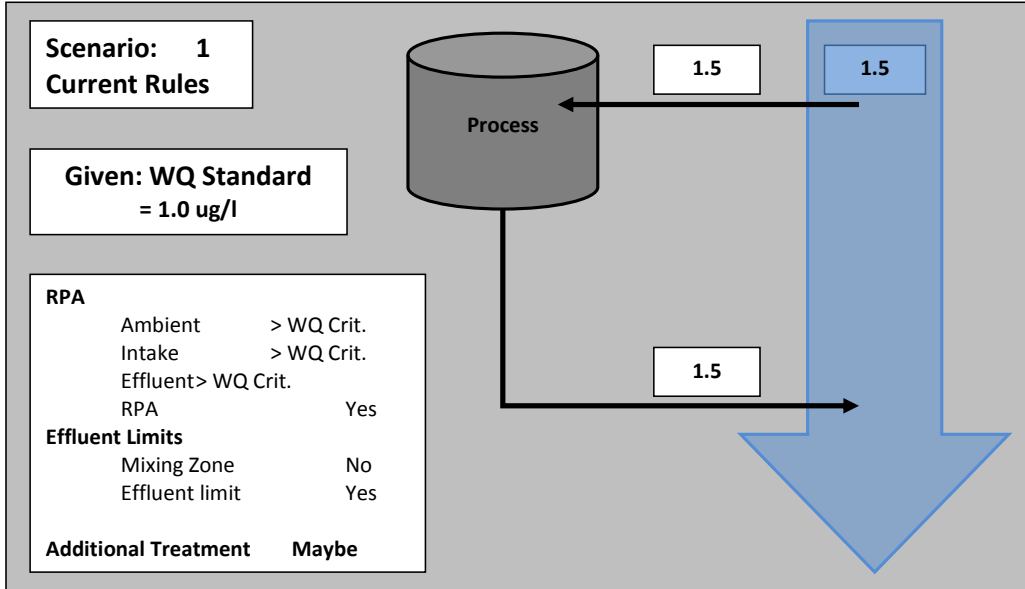 Scenario: 1
Current Rules
Given: WQ Standard
= 1.0 ug/l
RPA
Ambient > WQ Crit.
Intake > WQ Crit.
Effluent> WQ Crit.
RPA Yes
Effluent Limits
Mixing Zone No
Effluent limit Yes
Additional Treatment Maybe
Process
1.5
1.5
1.5